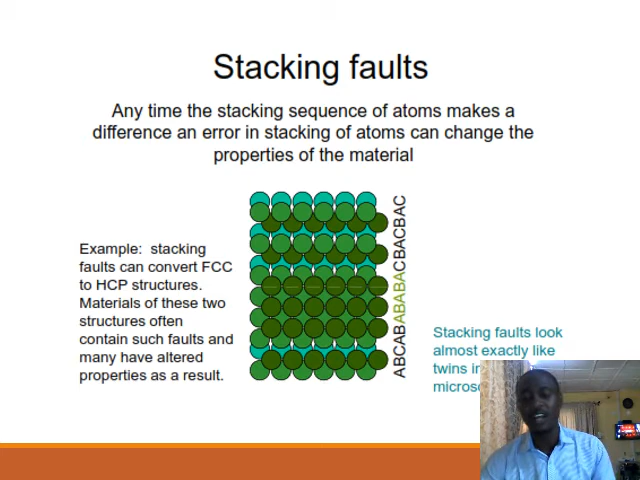 Stacking faults
Any time the stacking sequence of atoms makes a
difference an error in stacking of atoms can change the
properties of the material
Example: stacking
faults can convert FCC
to HCP structures.
Materials of these two
structures often
contain such faults and
many have altered
properties as a result.
ABCABABABACBACBAC
Stacking faults look
almost exactly like
twins in